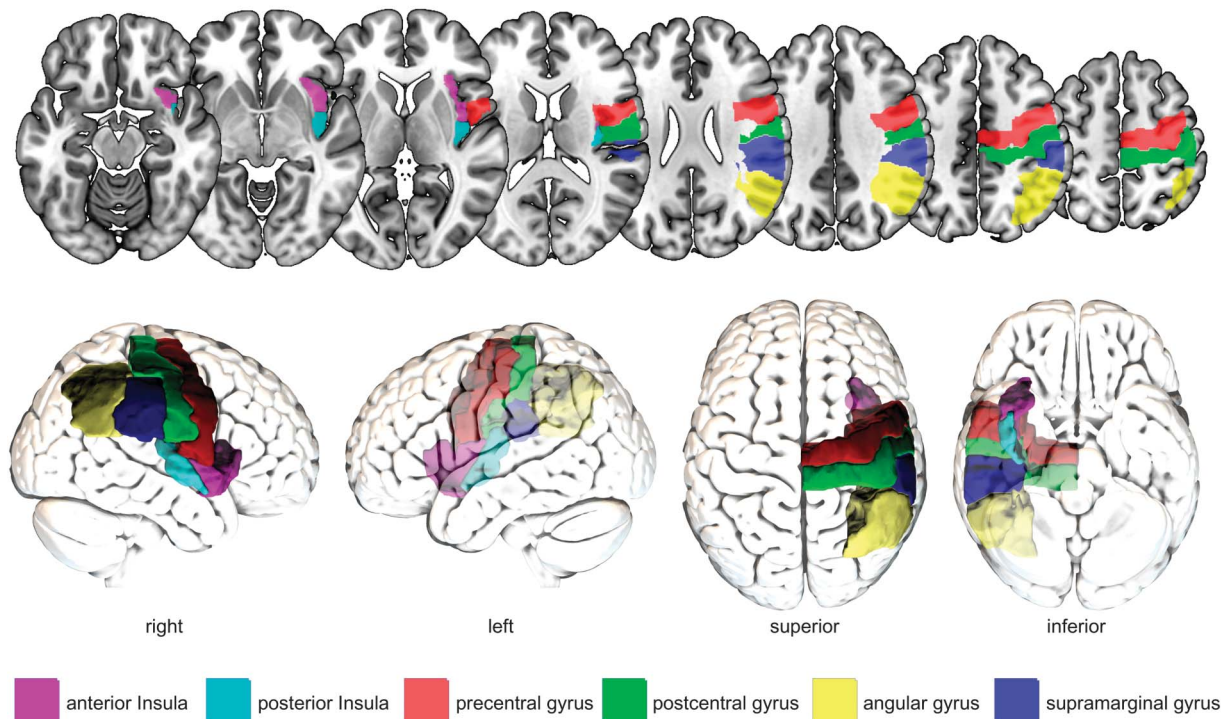 right left superior inferior
anterior Insula posterior Insula precentral gyrus postcentral gyrus angular gyrus supramarginal gyrus